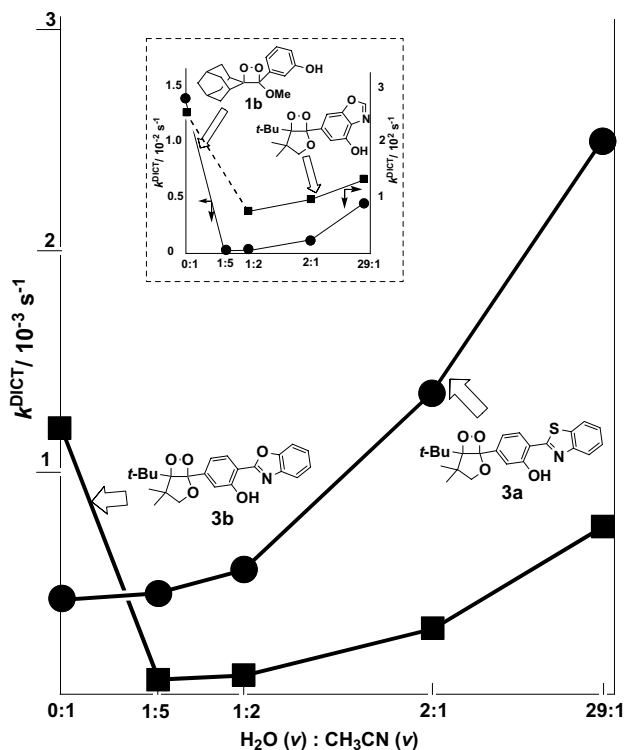 3
2
1
k^DICT/ 10^-3 s^-1
0:1
1:5
1:2
2:1
29:1
H₂O (v) : CH₃CN (v)
1.5
1.0
0.5
0
k^DICT/ 10^-2 s^-1
3
2
1
k^DICT/ 10² s^-1
0:1
1:5
1:2
2:1
29:1
O-O
OH
OMe
1b
O-O
t-Bu
O
O
N
OH
O-O
t-Bu
O
O
N
OH
3b
O-O
t-Bu
O
S
N
OH
3a